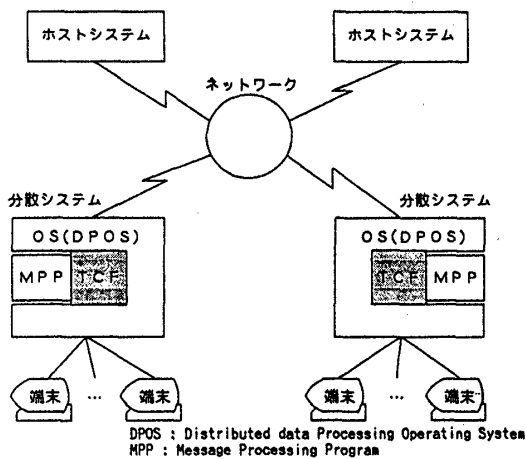 ホストシステム
ホストシステム
ネットワーク
分散システム
分散システム
OS(DPOS)
OS(DPOS)
MPP
TCF
TCF
MPP
端末
…
端末
端末
…
端末
DPOS : Distributed data Processing Operating System
MPP : Message Processing Program